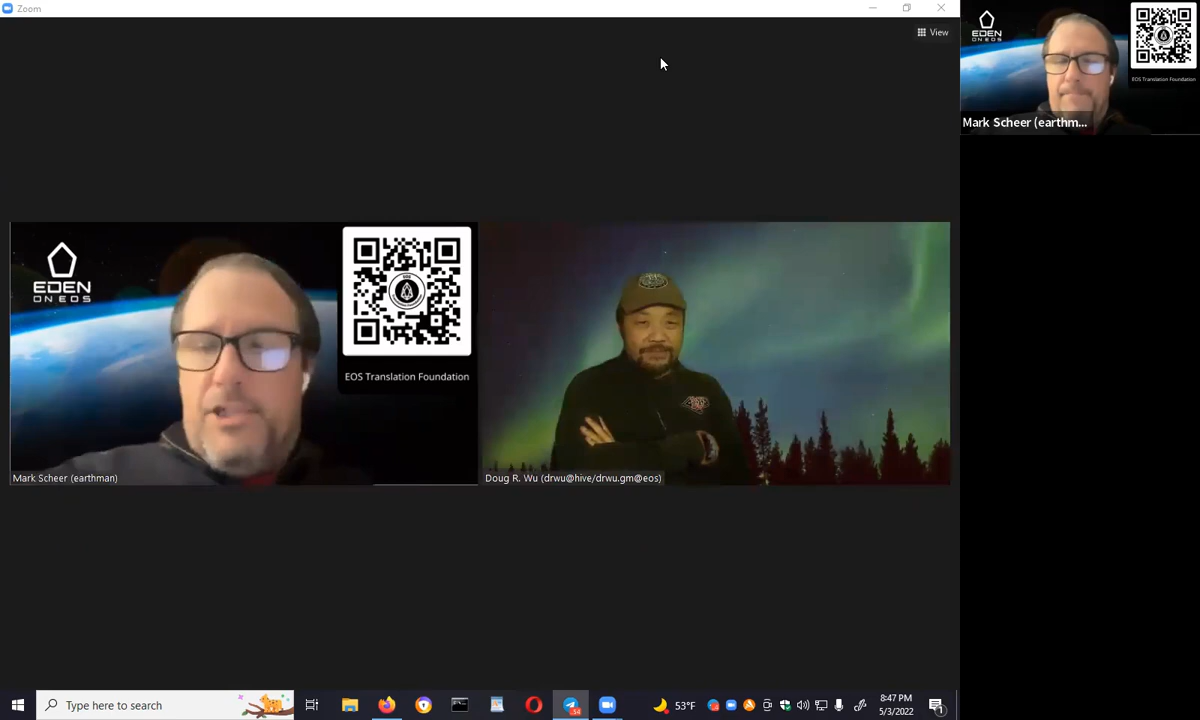 Zoom
View
EDEN
ON EOS
EOS Translation Foundation
Mark Scheer (earthm...
EDEN
ON EOS
EOS Translation Foundation
Mark Scheer (earthman)
Doug R. Wu (drwu@hive/drwu.gm@eos)
Type here to search
53°F
8:47 PM
5/3/2022